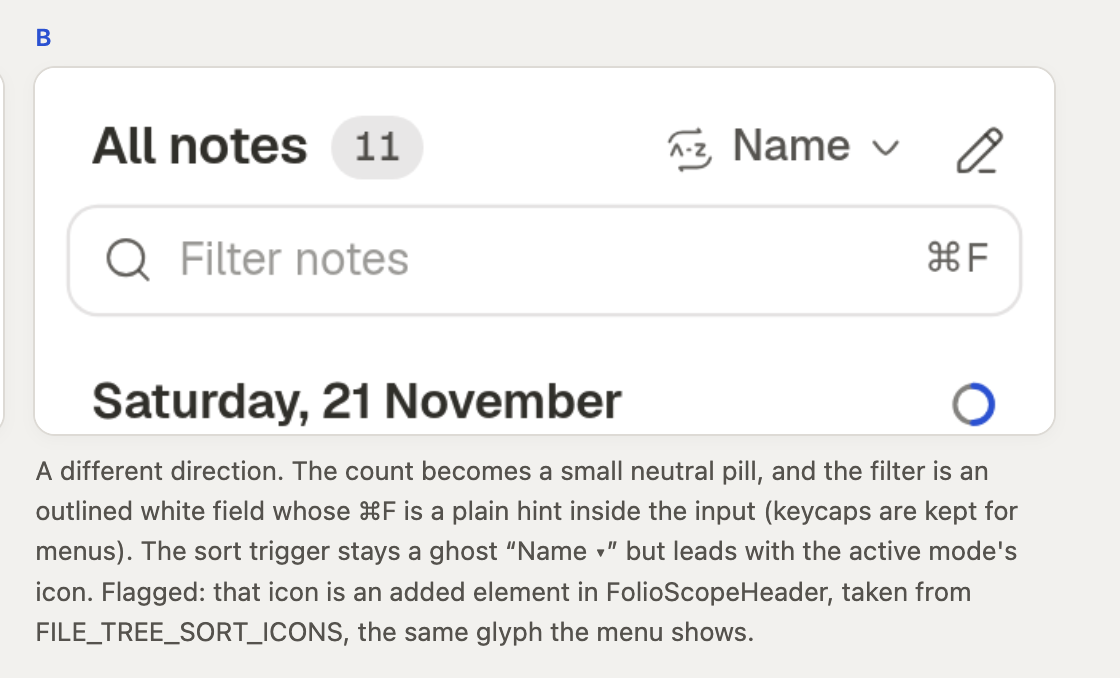 B
All notes 11 A-Z Name
Filter notes ⌘F
Saturday, 21 November
A different direction. The count becomes a small neutral pill, and the filter is an
outlined white field whose ⌘F is a plain hint inside the input (keycaps are kept for
menus). The sort trigger stays a ghost “Name ▾” but leads with the active mode's
icon. Flagged: that icon is an added element in FolioScopeHeader, taken from
FILE_TREE_SORT_ICONS, the same glyph the menu shows.